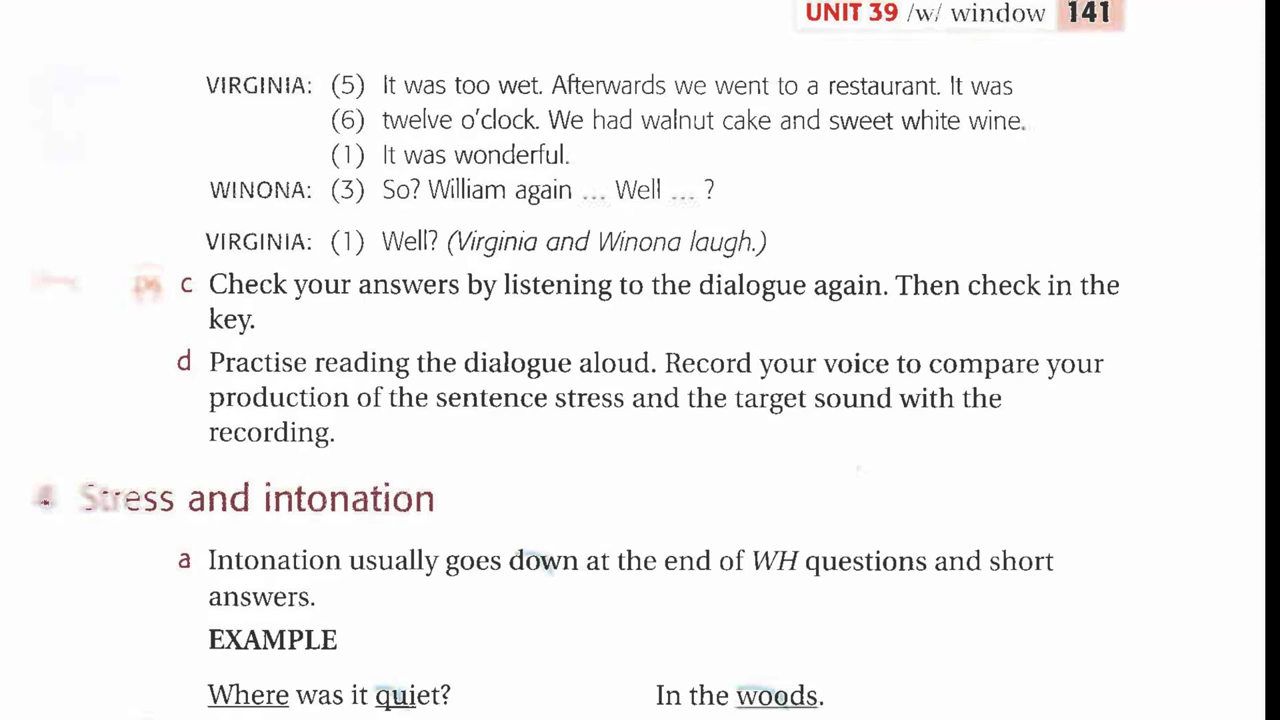 UNIT 39 /w/ window 141
VIRGINIA: (5) It was too wet. Afterwards we went to a restaurant. It was
(6) twelve o'clock. We had walnut cake and sweet white wine.
(1) It was wonderful.
WINONA: (3) So? William again ... Well ... ?
VIRGINIA: (1) Well? (Virginia and Winona laugh.)
c Check your answers by listening to the dialogue again. Then check in the
key.
d Practise reading the dialogue aloud. Record your voice to compare your
production of the sentence stress and the target sound with the
recording.
4 Stress and intonation
a Intonation usually goes down at the end of WH questions and short
answers.
EXAMPLE
Where was it quiet? In the woods.